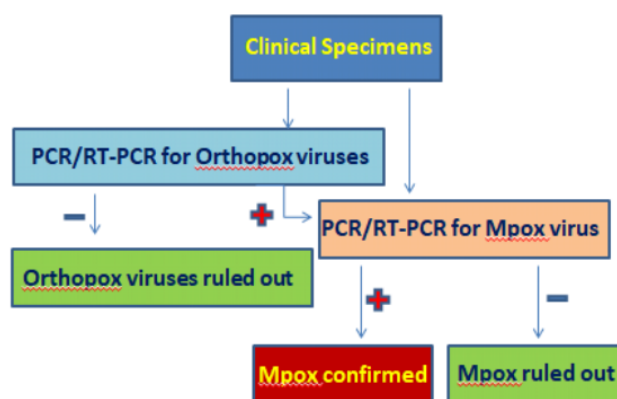 Clinical Specimens
PCR/RT-PCR for Orthopox viruses
PCR/RT-PCR for Mpox virus
Orthopox viruses ruled out
Mpox confirmed
Mpox ruled out